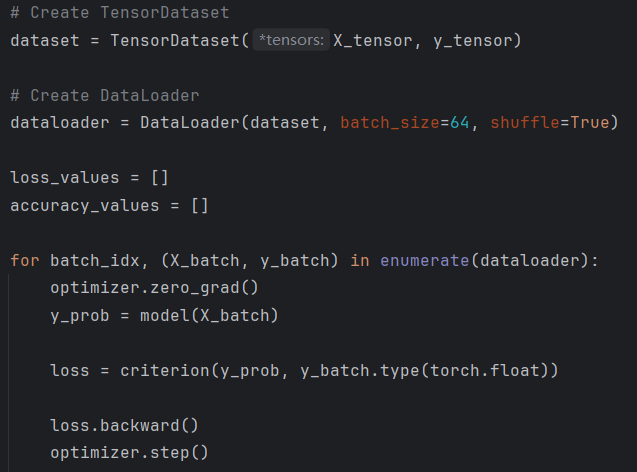 # Create TensorDataset
dataset = TensorDataset( *tensors: X_tensor, y_tensor)
# Create DataLoader
dataloader = DataLoader(dataset, batch_size=64, shuffle=True)
loss_values = []
accuracy_values = []
for batch_idx, (X_batch, y_batch) in enumerate(dataloader):
optimizer.zero_grad()
y_prob = model(X_batch)
loss = criterion(y_prob, y_batch.type(torch.float))
loss.backward()
optimizer.step()